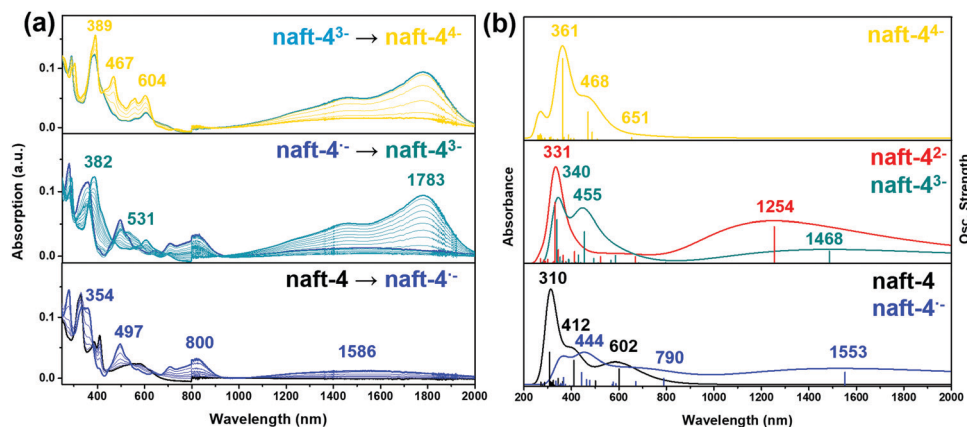 (a)
389
467
604
naft-4³⁻ → naft-4⁴⁻
0.1
0.0
naft-4·⁻ → naft-4³⁻
382
531
1783
0.1
0.0
naft-4 → naft-4·⁻
354
497
800
1586
0.1
0.0
Absorption (a.u.)
400 600 800 1000 1200 1400 1600 1800 2000
Wavelength (nm)
(b)
361
468
651
naft-4⁴⁻
331
340
455
1254
1468
naft-4²⁻
naft-4³⁻
310
412
444
602
790
1553
naft-4
naft-4·⁻
Absorbance
Osc. Strength
200 400 600 800 1000 1200 1400 1600 1800 2000
Wavelength (nm)